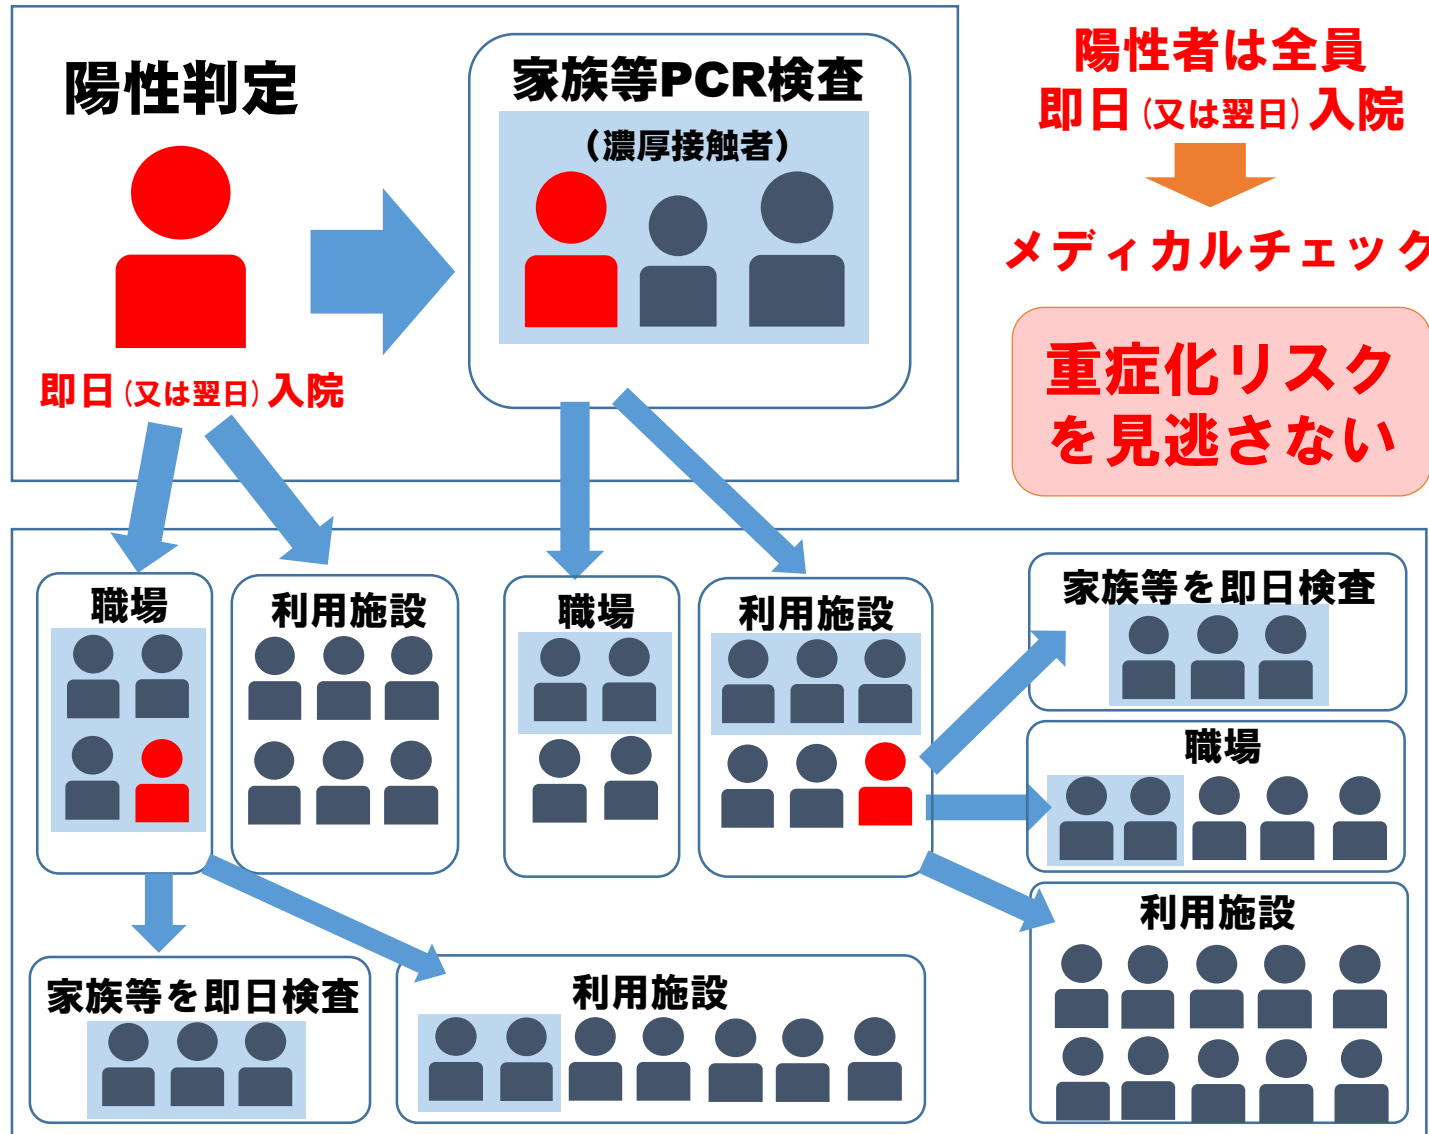 陽性判定
即日(又は翌日)入院
家族等PCR検査
(濃厚接触者)
陽性者は全員
即日(又は翌日)入院
メディカルチェック
重症化リスク
を見逃さない
職場
利用施設
職場
利用施設
家族等を即日検査
職場
利用施設
家族等を即日検査
利用施設